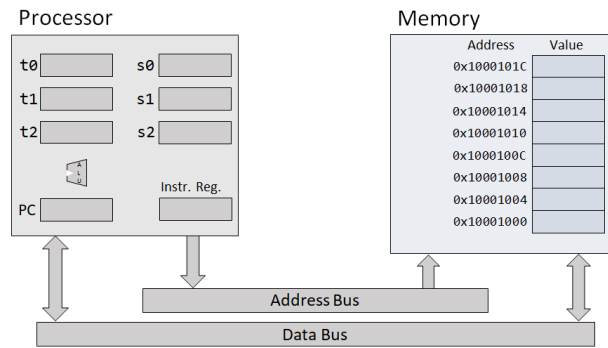 Processor
Memory
t0
s0
t1
s1
t2
s2
ALU
Instr. Reg.
PC
Address Value
0x1000101C
0x10001018
0x10001014
0x10001010
0x1000100C
0x10001008
0x10001004
0x10001000
Address Bus
Data Bus